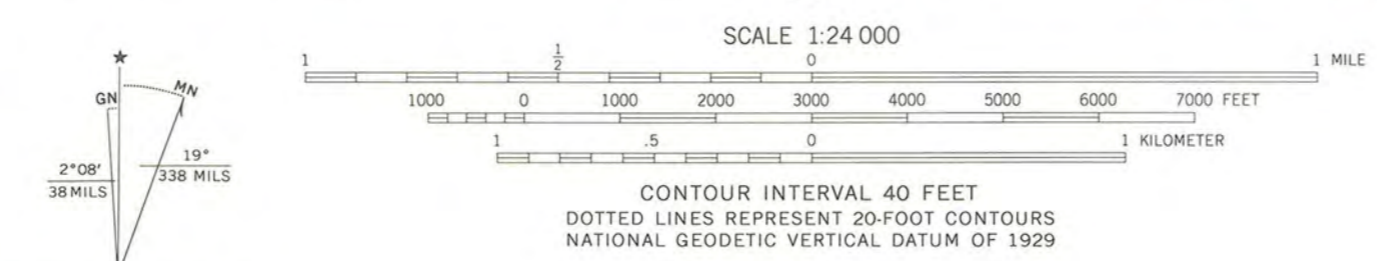 SCALE 1:24 000
1 1/2 0 1 MILE
1000 0 1000 2000 3000 4000 5000 6000 7000 FEET
1 .5 0 1 KILOMETER
CONTOUR INTERVAL 40 FEET
DOTTED LINES REPRESENT 20-FOOT CONTOURS
NATIONAL GEODETIC VERTICAL DATUM OF 1929
★
GN MN
2°08′ 19°
38 MILS 338 MILS